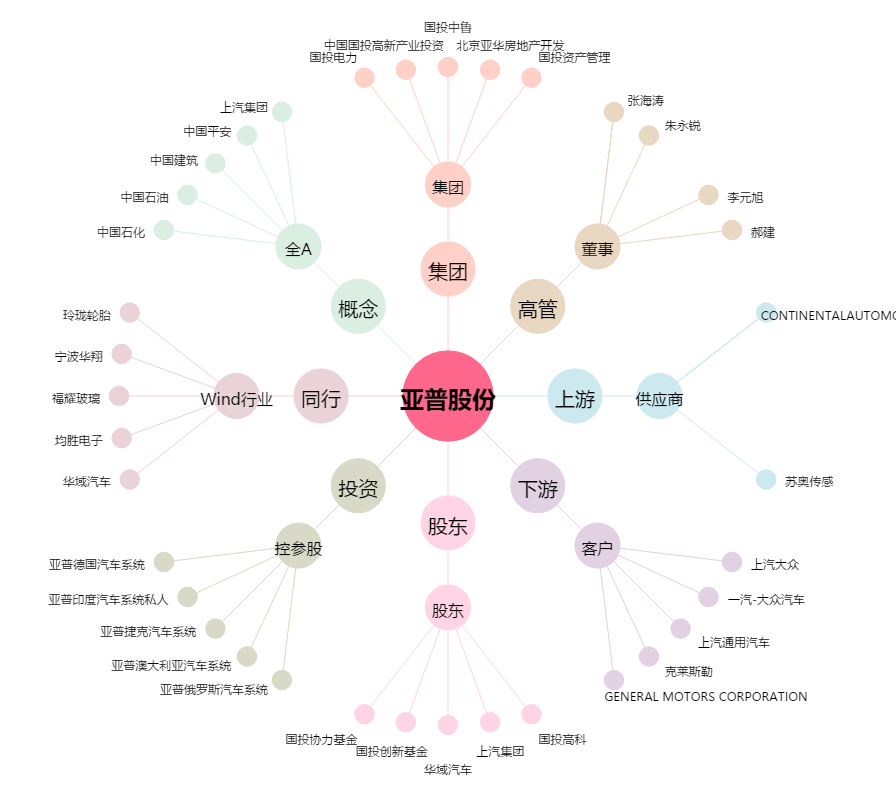 国投中鲁
中国国投高新产业投资
北京亚华房地产开发
国投电力
国投资产管理
集团
集团
张海涛
朱永锐
李元旭
郝建
董事
高管
上汽集团
中国平安
中国建筑
中国石油
中国石化
全A
概念
玲珑轮胎
宁波华翔
福耀玻璃
均胜电子
华域汽车
Wind行业
同行
亚普股份
上游
供应商
CONTINENTALAUTOMO
苏奥传感
投资
控参股
亚普德国汽车系统
亚普印度汽车系统私人
亚普捷克汽车系统
亚普澳大利亚汽车系统
亚普俄罗斯汽车系统
股东
股东
国投协力基金
国投创新基金
华域汽车
上汽集团
国投高科
下游
客户
上汽大众
一汽-大众汽车
上汽通用汽车
克莱斯勒
GENERAL MOTORS CORPORATION